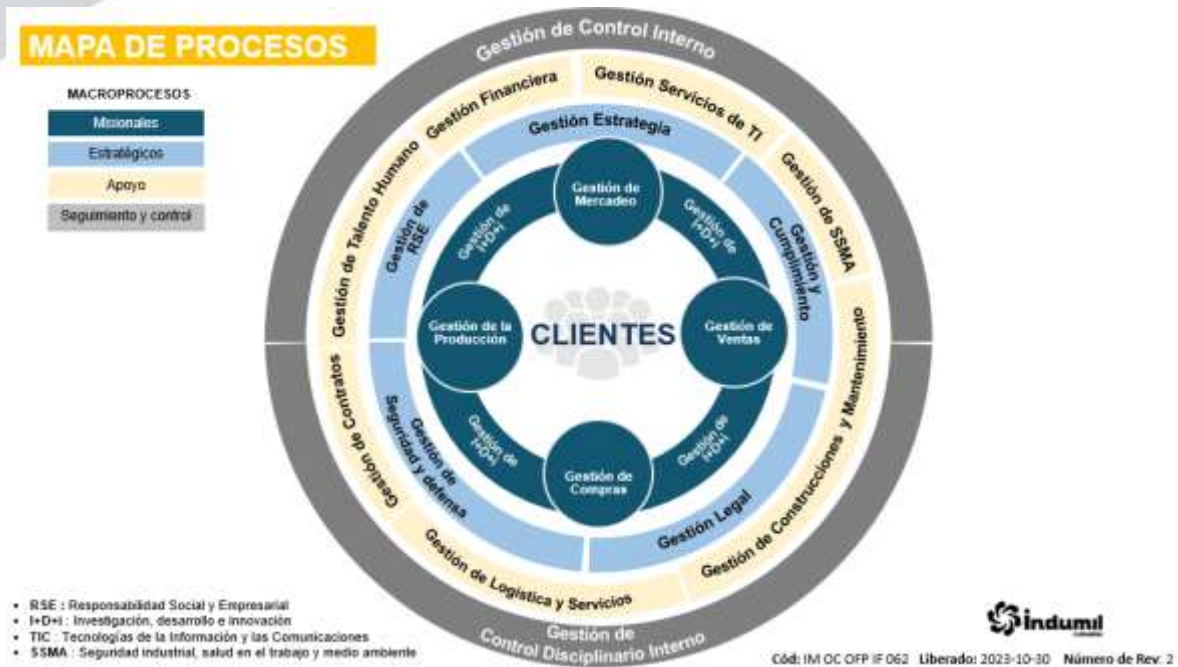 MAPA DE PROCESOS
MACROPROCESOS
Misionales
Estratégicos
Apoyo
Seguimiento y control
Gestión de Control Interno
Gestión Financiera
Gestión Servicios de TI
Gestión de Talento Humano
Gestión de SSMA
Gestión de Contratos
Gestión de Construcciones y Mantenimiento
Gestión de Logística y Servicios
Gestión Estrategia
Gestión de
RSE
Gestión y
Cumplimiento
Gestión de
Seguridad y defensa
Gestión Legal
Gestión de
Mercadeo
Gestión de
I+D+i
Gestión de
I+D+i
Gestión de la
Producción
CLIENTES
Gestión de
Ventas
Gestión de
I+D+i
Gestión de
I+D+i
Gestión de
Compras
Gestión de
Control Disciplinario Interno
• RSE : Responsabilidad Social y Empresarial
• I+D+i : Investigación, desarrollo e innovación
• TIC : Tecnologías de la Información y las Comunicaciones
• SSMA : Seguridad industrial, salud en el trabajo y medio ambiente
indumil
Cód: IM OC OFP IF 062 Liberado: 2023-10-30 Número de Rev: 2